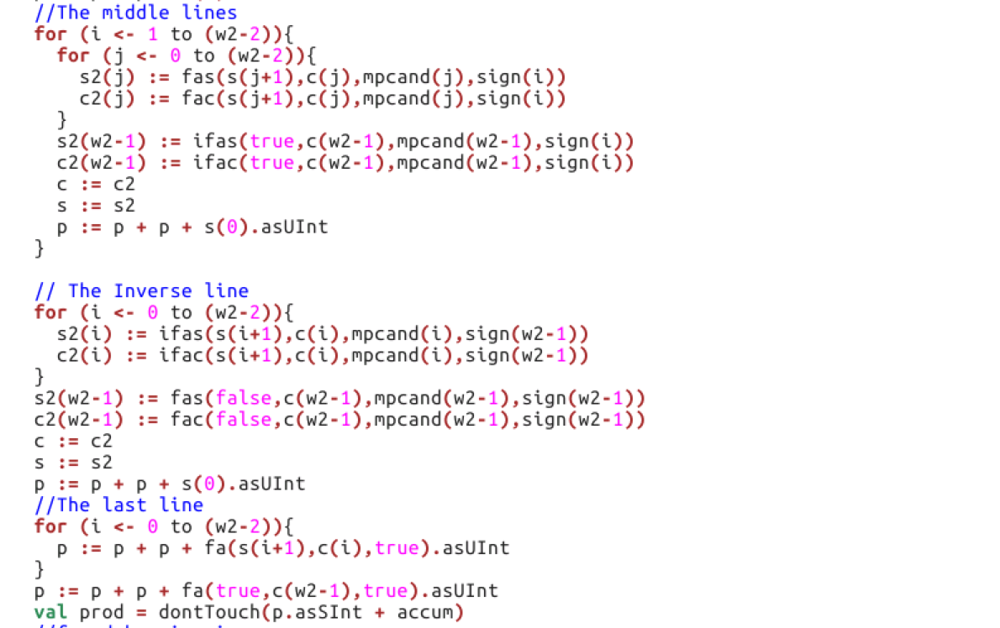 //The middle lines
for (i <- 1 to (w2-2)){
for (j <- 0 to (w2-2)){
s2(j) := fas(s(j+1),c(j),mpcand(j),sign(i))
c2(j) := fac(s(j+1),c(j),mpcand(j),sign(i))
}
s2(w2-1) := ifas(true,c(w2-1),mpcand(w2-1),sign(i))
c2(w2-1) := ifac(true,c(w2-1),mpcand(w2-1),sign(i))
c := c2
s := s2
p := p + p + s(0).asUInt
}
// The Inverse line
for (i <- 0 to (w2-2)){
s2(i) := ifas(s(i+1),c(i),mpcand(i),sign(w2-1))
c2(i) := ifac(s(i+1),c(i),mpcand(i),sign(w2-1))
}
s2(w2-1) := fas(false,c(w2-1),mpcand(w2-1),sign(w2-1))
c2(w2-1) := fac(false,c(w2-1),mpcand(w2-1),sign(w2-1))
c := c2
s := s2
p := p + p + s(0).asUInt
//The last line
for (i <- 0 to (w2-2)){
p := p + p + fa(s(i+1),c(i),true).asUInt
}
p := p + p + fa(true,c(w2-1),true).asUInt
val prod = dontTouch(p.asSInt + accum)